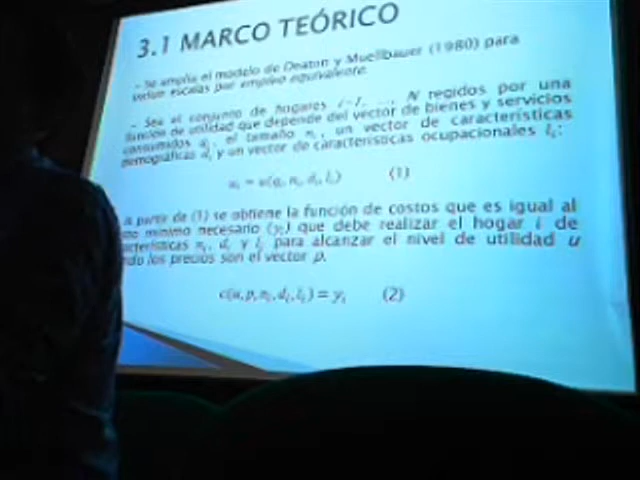 3.1 MARCO TEÓRICO
- Se amplía el modelo de Deaton y Muellbauer (1980) para
incluir escalas por empleo equivalente.
- Sea el conjunto de hogares i=1, ..., N regidos por una
función de utilidad que depende del vector de bienes y servicios
consumidos qᵢ, el tamaño nᵢ, un vector de características
demográficas dᵢ y un vector de características ocupacionales lᵢ:
uᵢ = u(qᵢ, nᵢ, dᵢ, lᵢ) (1)
A partir de (1) se obtiene la función de costos que es igual al
mínimo necesario (yᵢ) que debe realizar el hogar i de
nᵢ, dᵢ y lᵢ para alcanzar el nivel de utilidad u
los precios son el vector p.
c(u, p, nᵢ, dᵢ, lᵢ) = yᵢ (2)